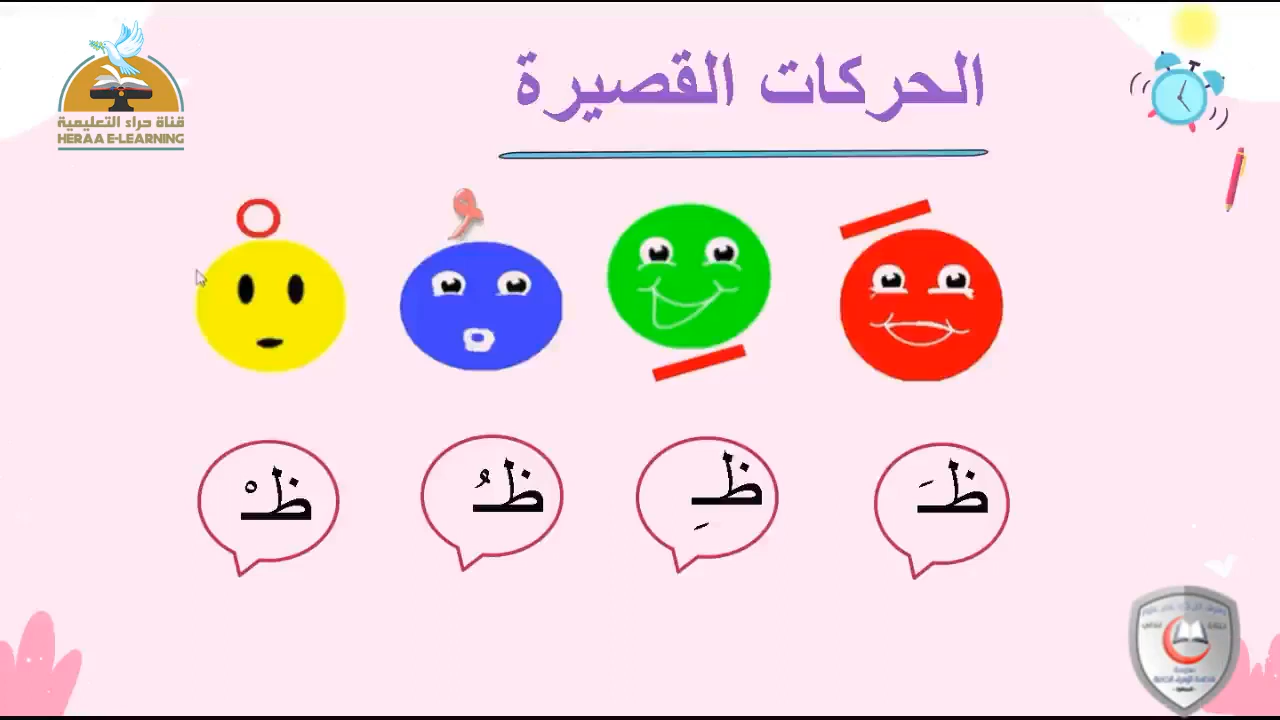 الحركات القصيرة
قناة حراء التعليمية
HERAA E-LEARNING
ظَـ
ظِـ
ظُـ
ظْـ